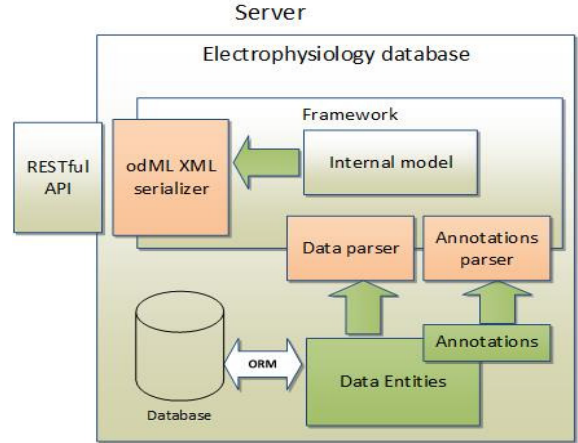 Server
Electrophysiology database
Framework
RESTful
API
odML XML
serializer
Internal model
Data parser
Annotations
parser
Annotations
ORM
Data Entities
Database